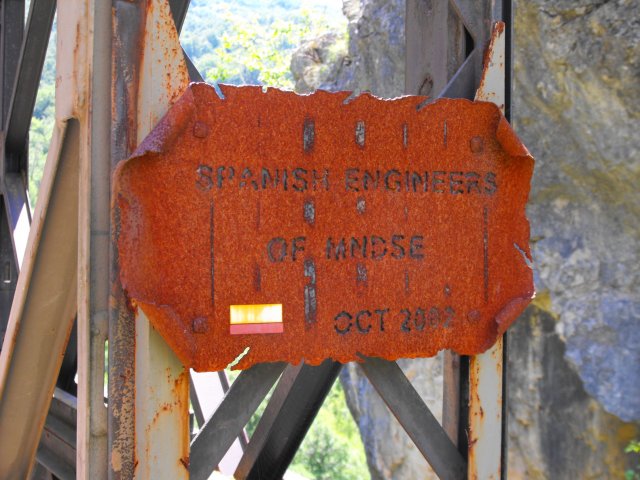 SPANISH ENGINEERS
OF MNDSE
OCT 2002